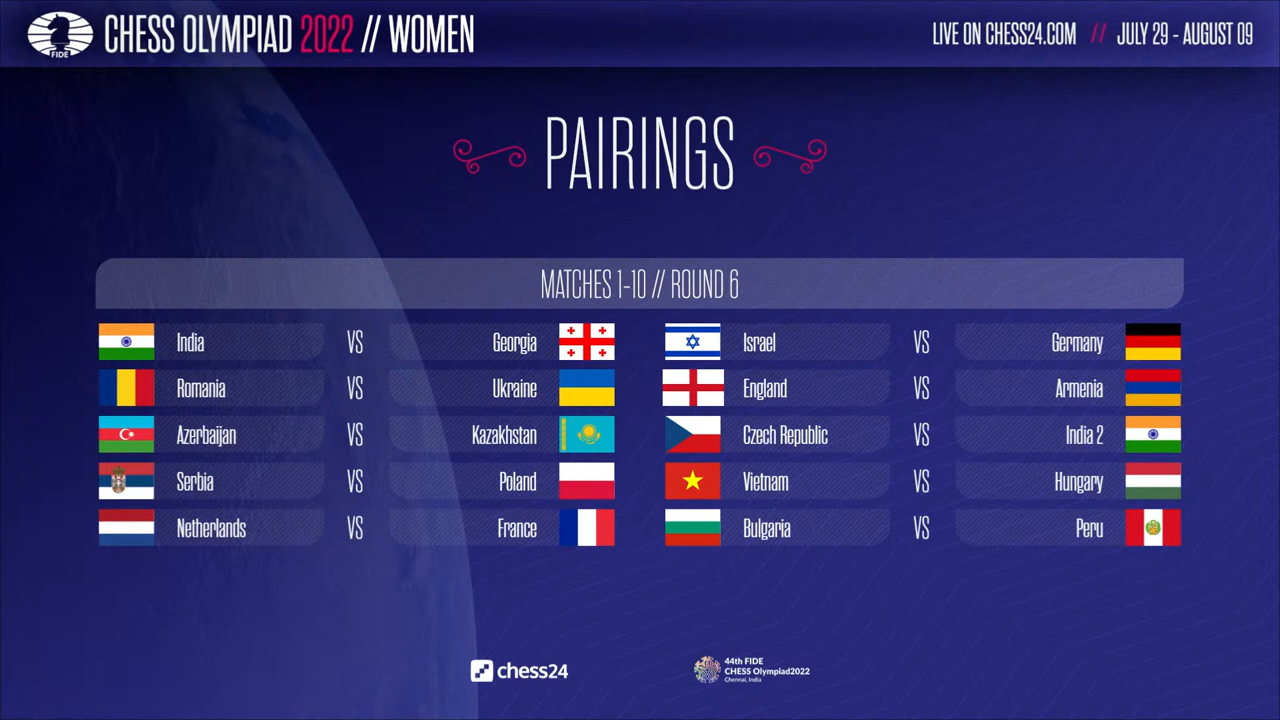 CHESS OLYMPIAD 2022 // WOMEN
LIVE ON CHESS24.COM // JULY 29 - AUGUST 09
PAIRINGS
MATCHES 1-10 // ROUND 6
India VS Georgia
Romania VS Ukraine
Azerbaijan VS Kazakhstan
Serbia VS Poland
Netherlands VS France
Israel VS Germany
England VS Armenia
Czech Republic VS India 2
Vietnam VS Hungary
Bulgaria VS Peru
FIDE
chess24
44th FIDE
CHESS Olympiad2022
Chennai, India